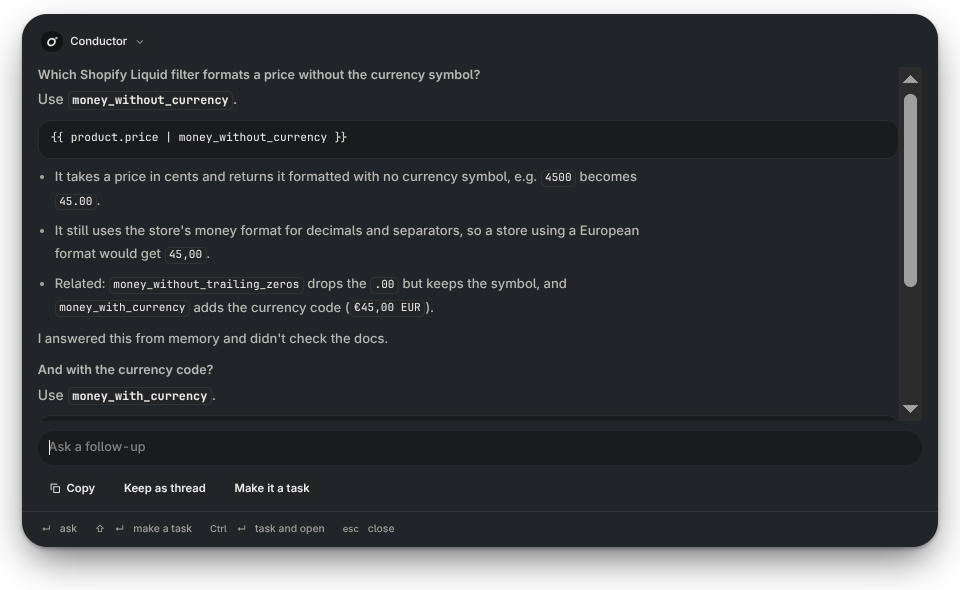 Conductor
Which Shopify Liquid filter formats a price without the currency symbol?
Use money_without_currency.
{{ product.price | money_without_currency }}
• It takes a price in cents and returns it formatted with no currency symbol, e.g. 4500 becomes
45.00.
• It still uses the store's money format for decimals and separators, so a store using a European
format would get 45,00.
• Related: money_without_trailing_zeros drops the .00 but keeps the symbol, and
money_with_currency adds the currency code (€45,00 EUR).
I answered this from memory and didn't check the docs.
And with the currency code?
Use money_with_currency.
Ask a follow-up
Copy Keep as thread Make it a task
↵ ask ⇧ ↵ make a task Ctrl ↵ task and open esc close